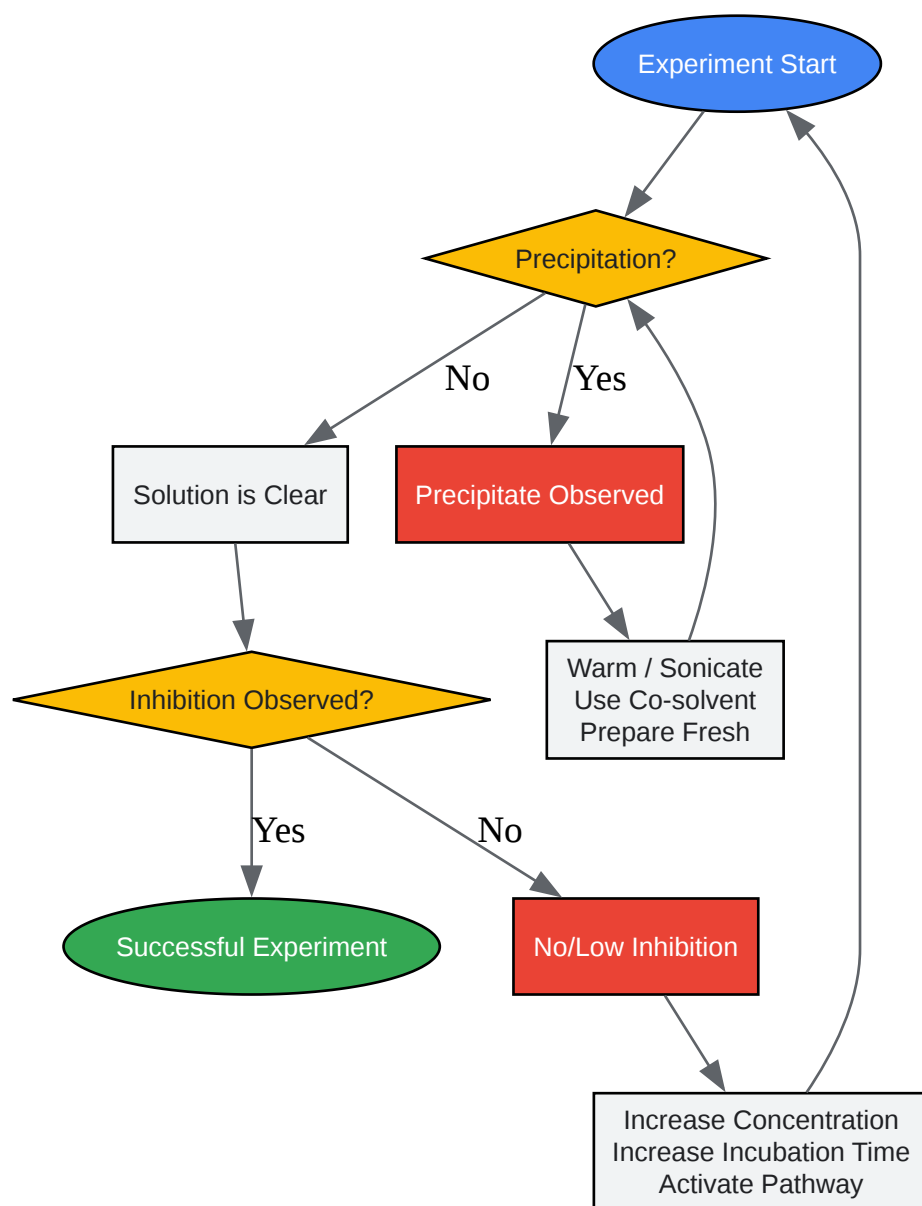 Experiment Start
Precipitation?
No
Yes
Solution is Clear
Precipitate Observed
Warm / Sonicate
Use Co-solvent
Prepare Fresh
Inhibition Observed?
Yes
No
Successful Experiment
No/Low Inhibition
Increase Concentration
Increase Incubation Time
Activate Pathway